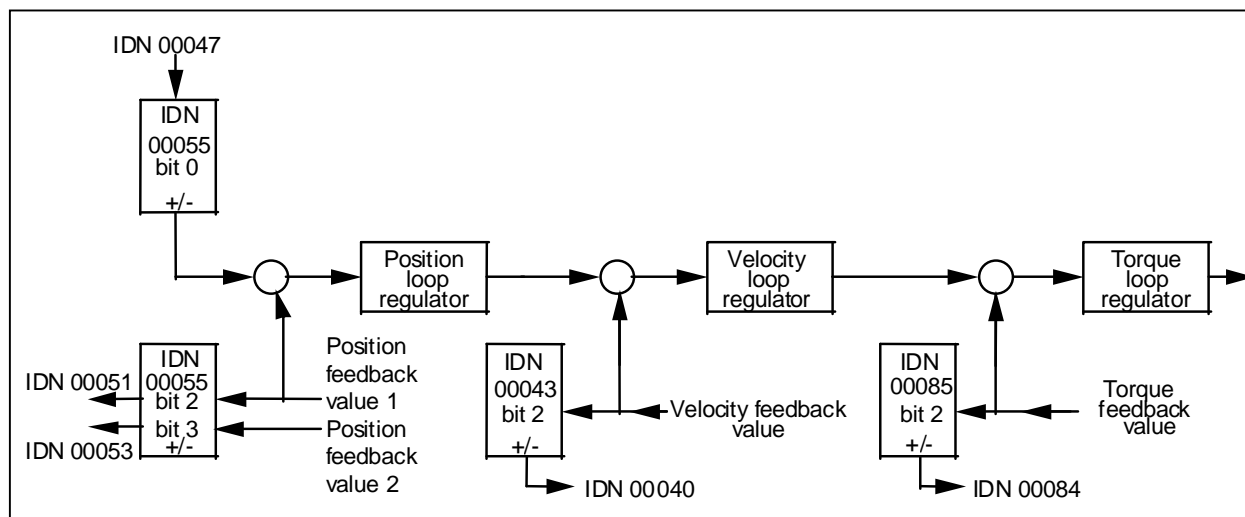 IDN 00047
IDN
00055
bit 0
+/-
Position
loop
regulator
Velocity
loop
regulator
Torque
loop
regulator
IDN 00051
IDN 00053
IDN
00055
bit 2
bit 3
+/-
Position
feedback
value 1
Position
feedback
value 2
IDN
00043
bit 2
+/-
Velocity feedback
value
IDN 00040
IDN
00085
bit 2
+/-
Torque
feedback
value
IDN 00084